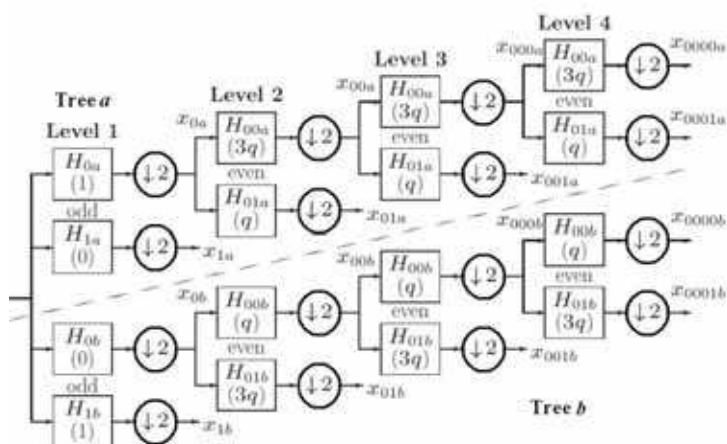 Level 4
x0000a
x000a
H00a
(3q)
↓2
Level 3
x00a
H00a
(3q)
↓2
even
x0001a
Tree a
Level 2
H01a
(q)
↓2
Level 1
x0a
H00a
(3q)
↓2
even
H0a
(1)
↓2
even
H01a
(q)
↓2
x001a
odd
H01a
(q)
↓2
x01a
x000b
x0000b
H1a
(0)
↓2
x1a
H00b
(q)
↓2
x00b
H00b
(q)
↓2
even
x0001b
x0b
H00b
(q)
↓2
H01b
(3q)
↓2
H0b
(0)
↓2
even
even
H01b
(3q)
↓2
x001b
odd
H01b
(3q)
↓2
x01b
H1b
(1)
↓2
x1b
Tree b